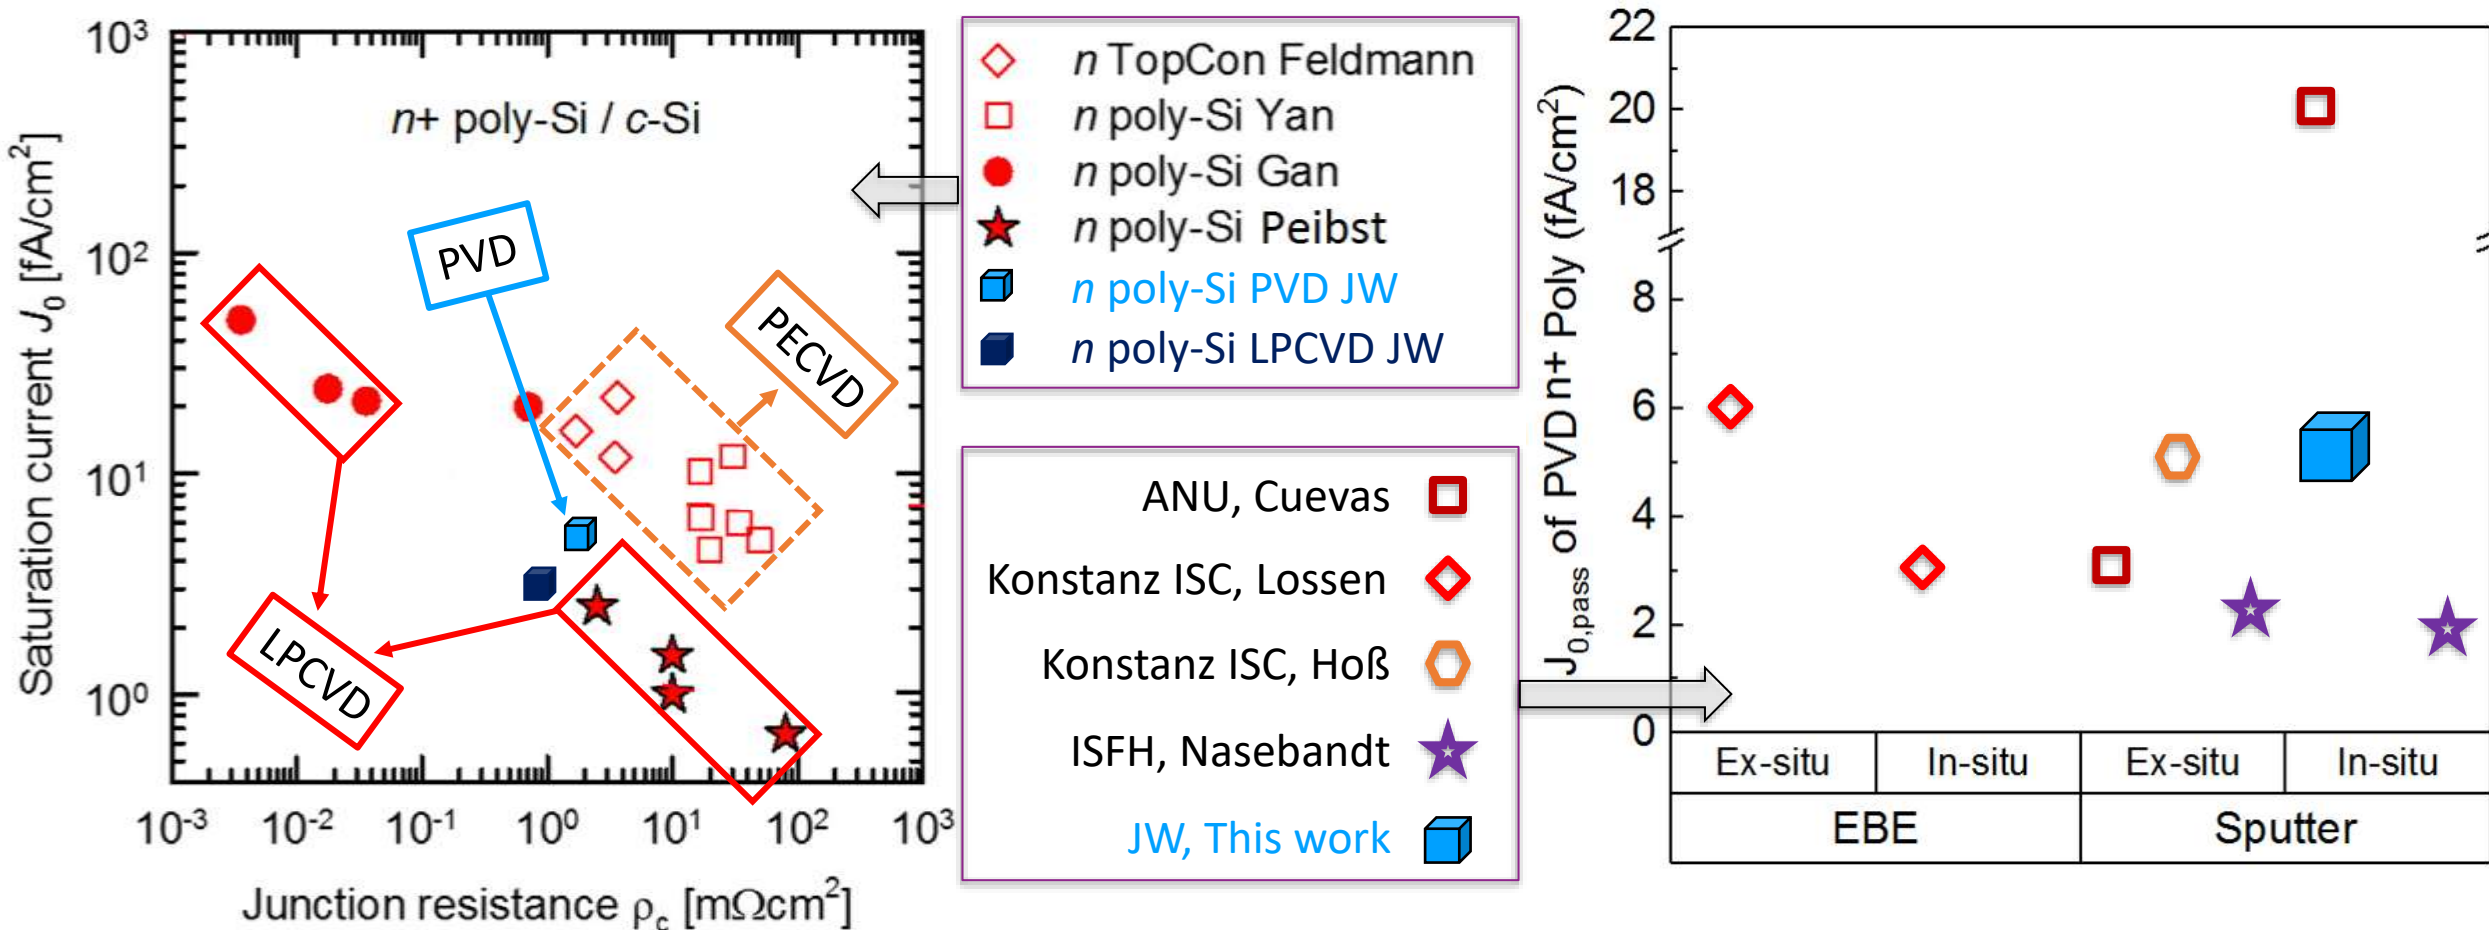 Saturation current J₀ [fA/cm²]
10³
10²
10¹
10⁰
n+ poly-Si / c-Si
PVD
PECVD
LPCVD
10⁻³ 10⁻² 10⁻¹ 10⁰ 10¹ 10² 10³
Junction resistance ρc [mΩcm²]
n TopCon Feldmann
n poly-Si Yan
n poly-Si Gan
n poly-Si Peibst
n poly-Si PVD JW
n poly-Si LPCVD JW
ANU, Cuevas
Konstanz ISC, Lossen
Konstanz ISC, Hoß
ISFH, Nasebandt
JW, This work
J₀,pass of PVD n+ Poly (fA/cm²)
22
20
18
8
6
4
2
0
Ex-situ In-situ Ex-situ In-situ
EBE Sputter